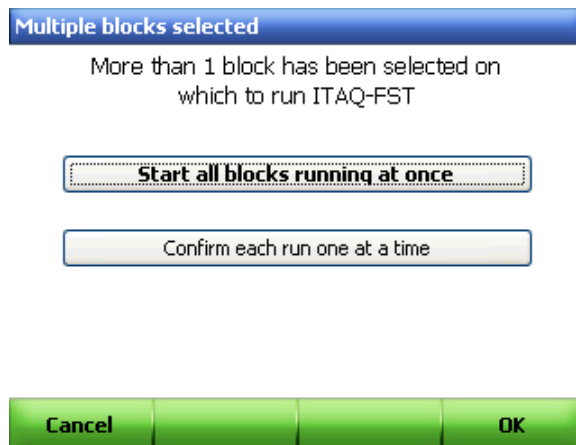 Multiple blocks selected
More than 1 block has been selected on
which to run ITAQ-FST
Start all blocks running at once
Confirm each run one at a time
Cancel OK